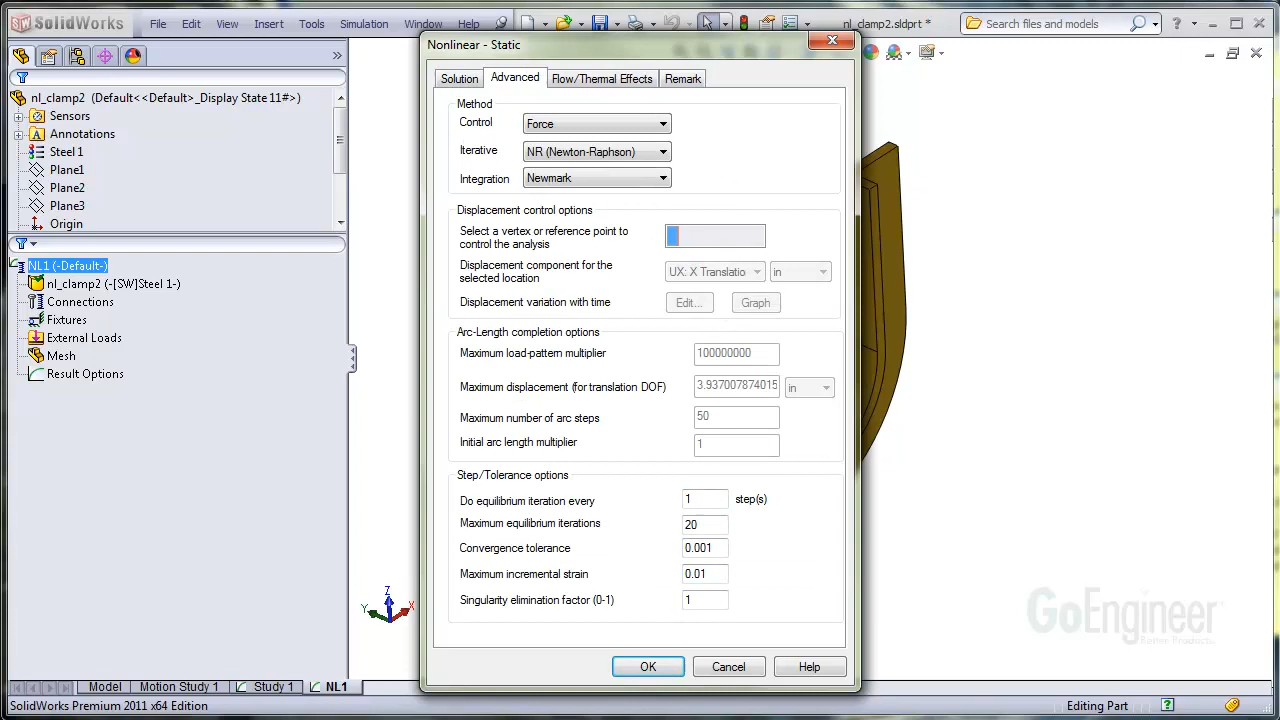 SolidWorks File Edit View Insert Tools Simulation Window Help nl_clamp2.sldprt * Search files and models
Nonlinear - Static
Solution Advanced Flow/Thermal Effects Remark
nl_clamp2 (Default<<Default>_Display State 11#>)
Sensors
Annotations
Steel 1
Plane1
Plane2
Plane3
Origin
NL1 (-Default-)
nl_clamp2 (-[SW]Steel 1-)
Connections
Fixtures
External Loads
Mesh
Result Options
Method
Control Force
Iterative NR (Newton-Raphson)
Integration Newmark
Displacement control options
Select a vertex or reference point to
control the analysis
Displacement component for the
selected location UX: X Translatio in
Displacement variation with time Edit... Graph
Arc-Length completion options
Maximum load-pattern multiplier 100000000
Maximum displacement (for translation DOF) 3.937007874015 in
Maximum number of arc steps 50
Initial arc length multiplier 1
Step/Tolerance options
Do equilibrium iteration every 1 step(s)
Maximum equilibrium iterations 20
Convergence tolerance 0.001
Maximum incremental strain 0.01
Singularity elimination factor (0-1) 1
OK Cancel Help
Z
Y X
GoEngineer
Better Products.
Model Motion Study 1 Study 1 NL1
SolidWorks Premium 2011 x64 Edition Editing Part